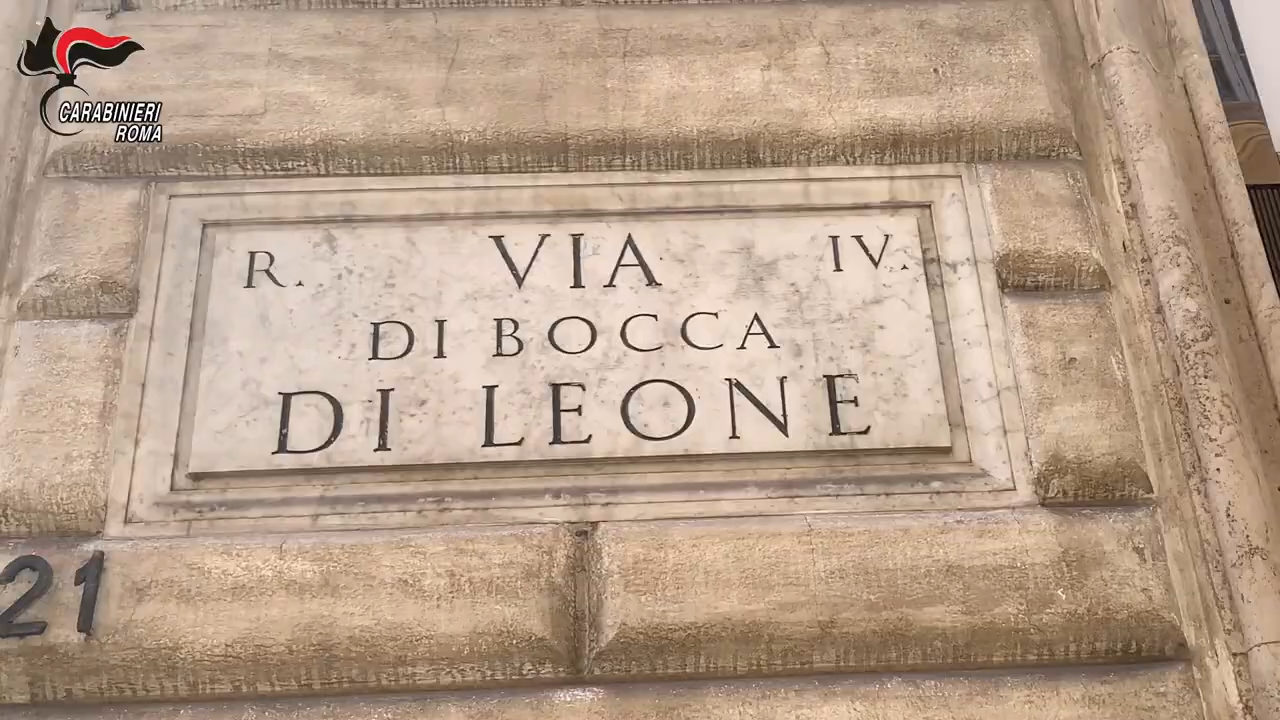 CARABINIERI
ROMA
R. VIA IV.
DI BOCCA
DI LEONE
21